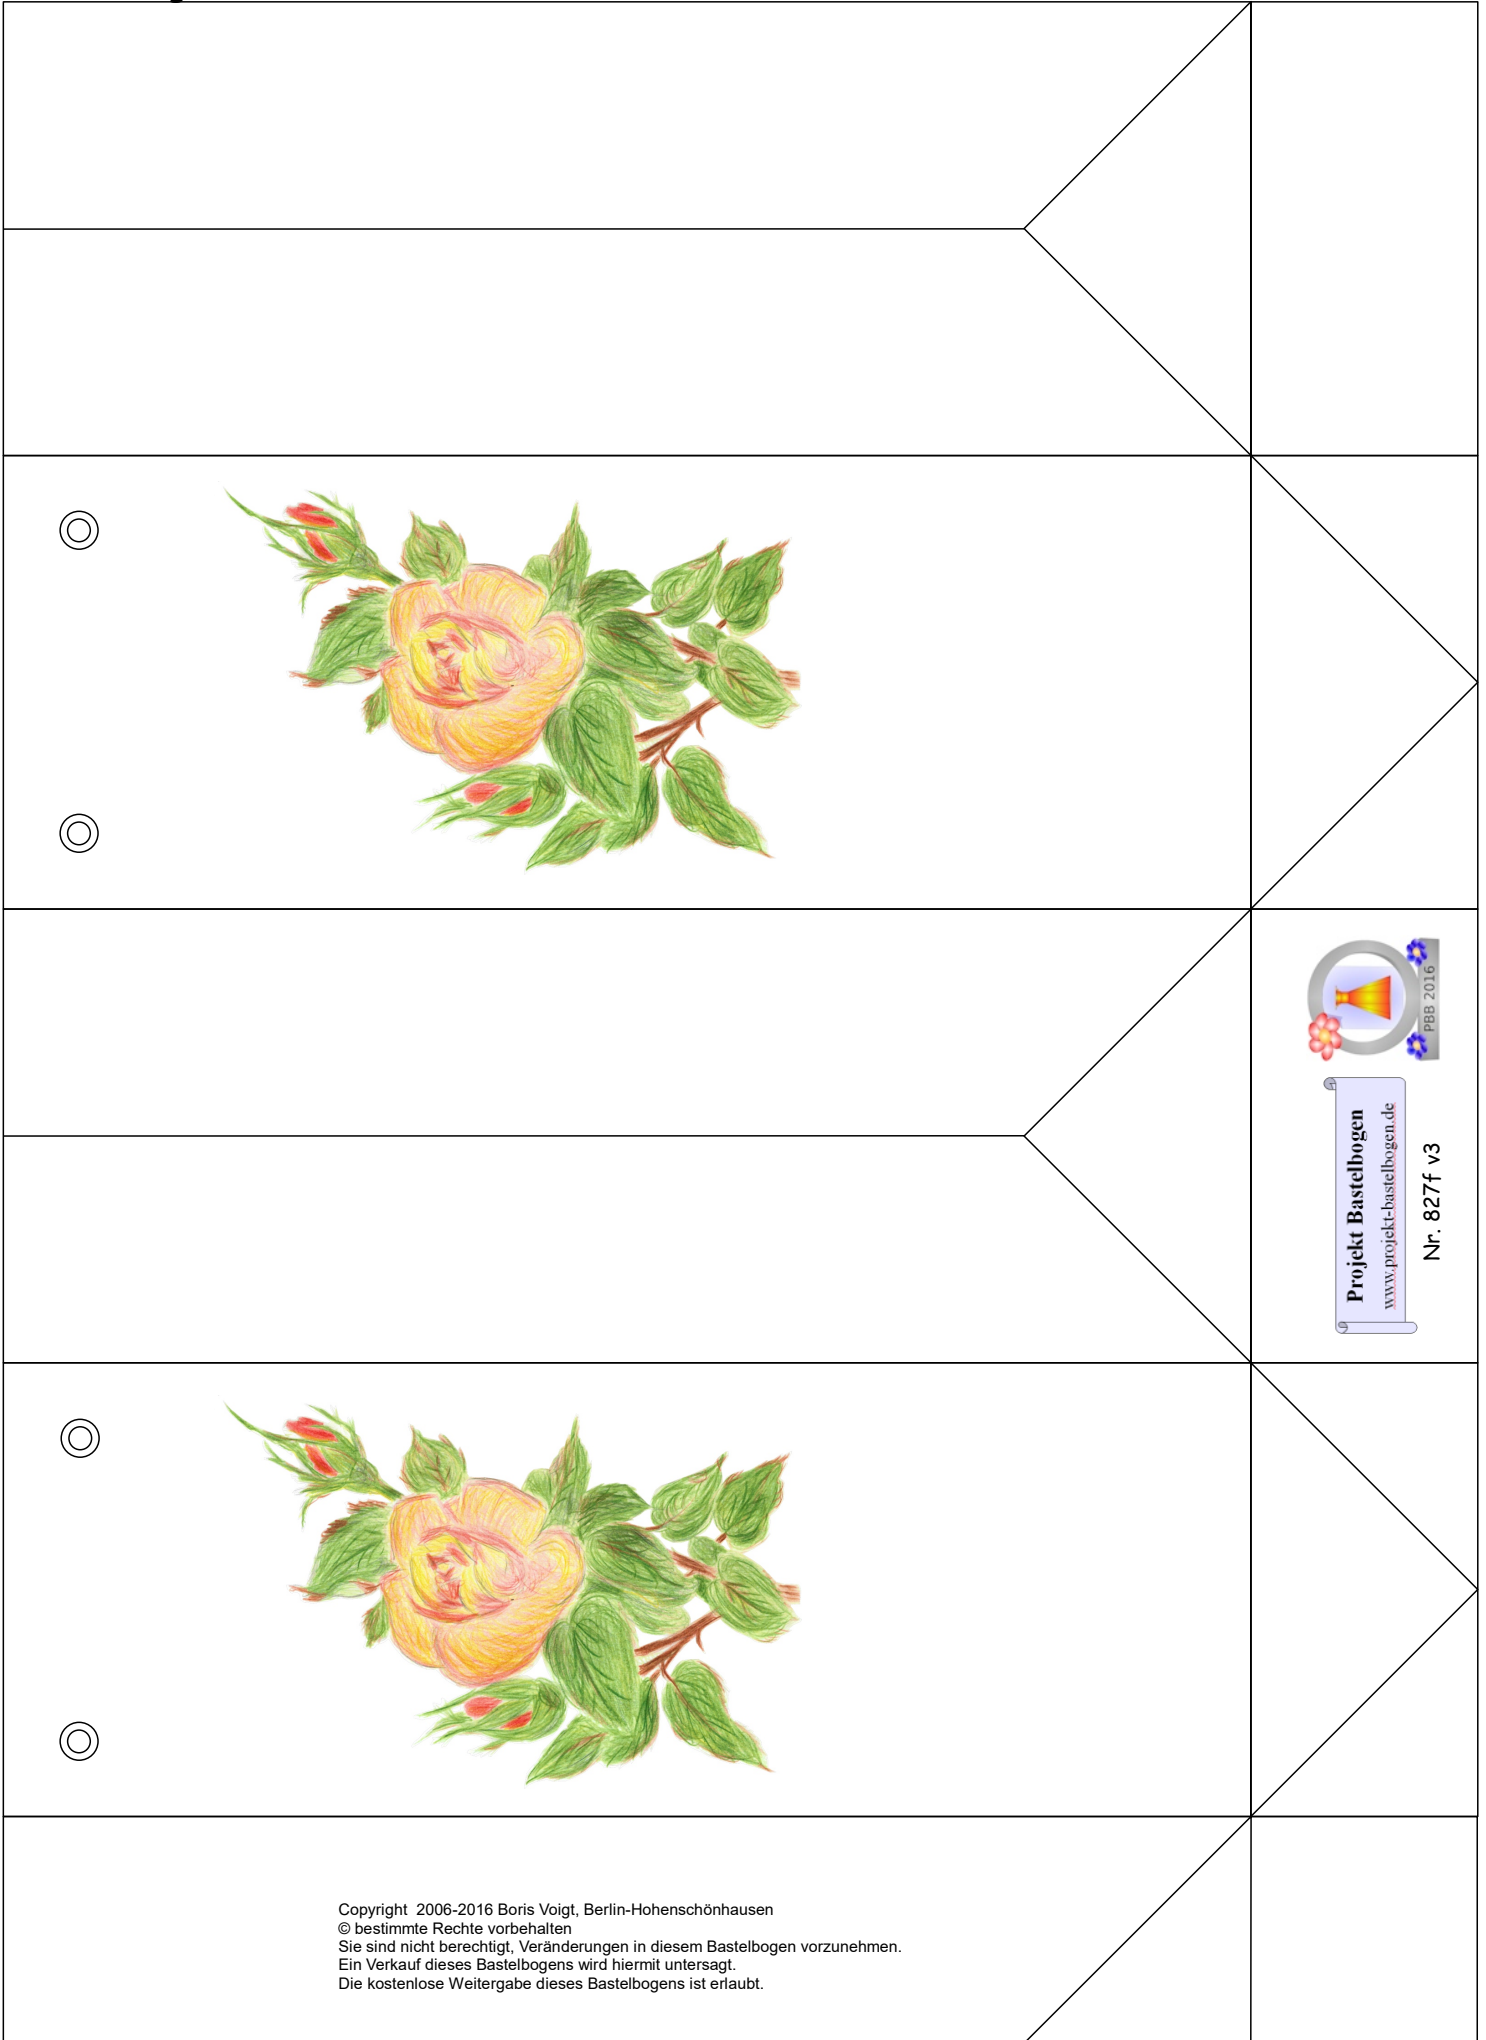 PBB 2016
Projekt Bastelbogen
www.projekt-bastelbogen.de
Nr. 827f v3
Copyright  2006-2016 Boris Voigt, Berlin-Hohenschönhausen
© bestimmte Rechte vorbehalten
Sie sind nicht berechtigt, Veränderungen in diesem Bastelbogen vorzunehmen.
Ein Verkauf dieses Bastelbogens wird hiermit untersagt.
Die kostenlose Weitergabe dieses Bastelbogens ist erlaubt.